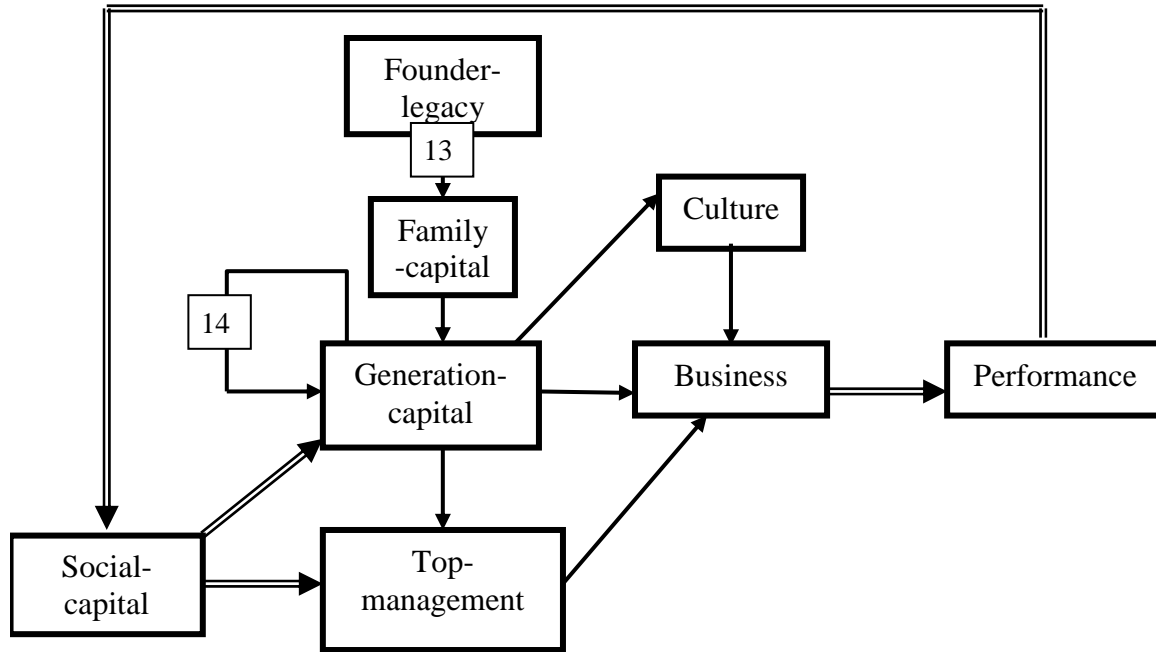 Founder-
legacy
13
Family
-capital
Culture
14
Generation-
capital
Business
Performance
Social-
capital
Top-
management